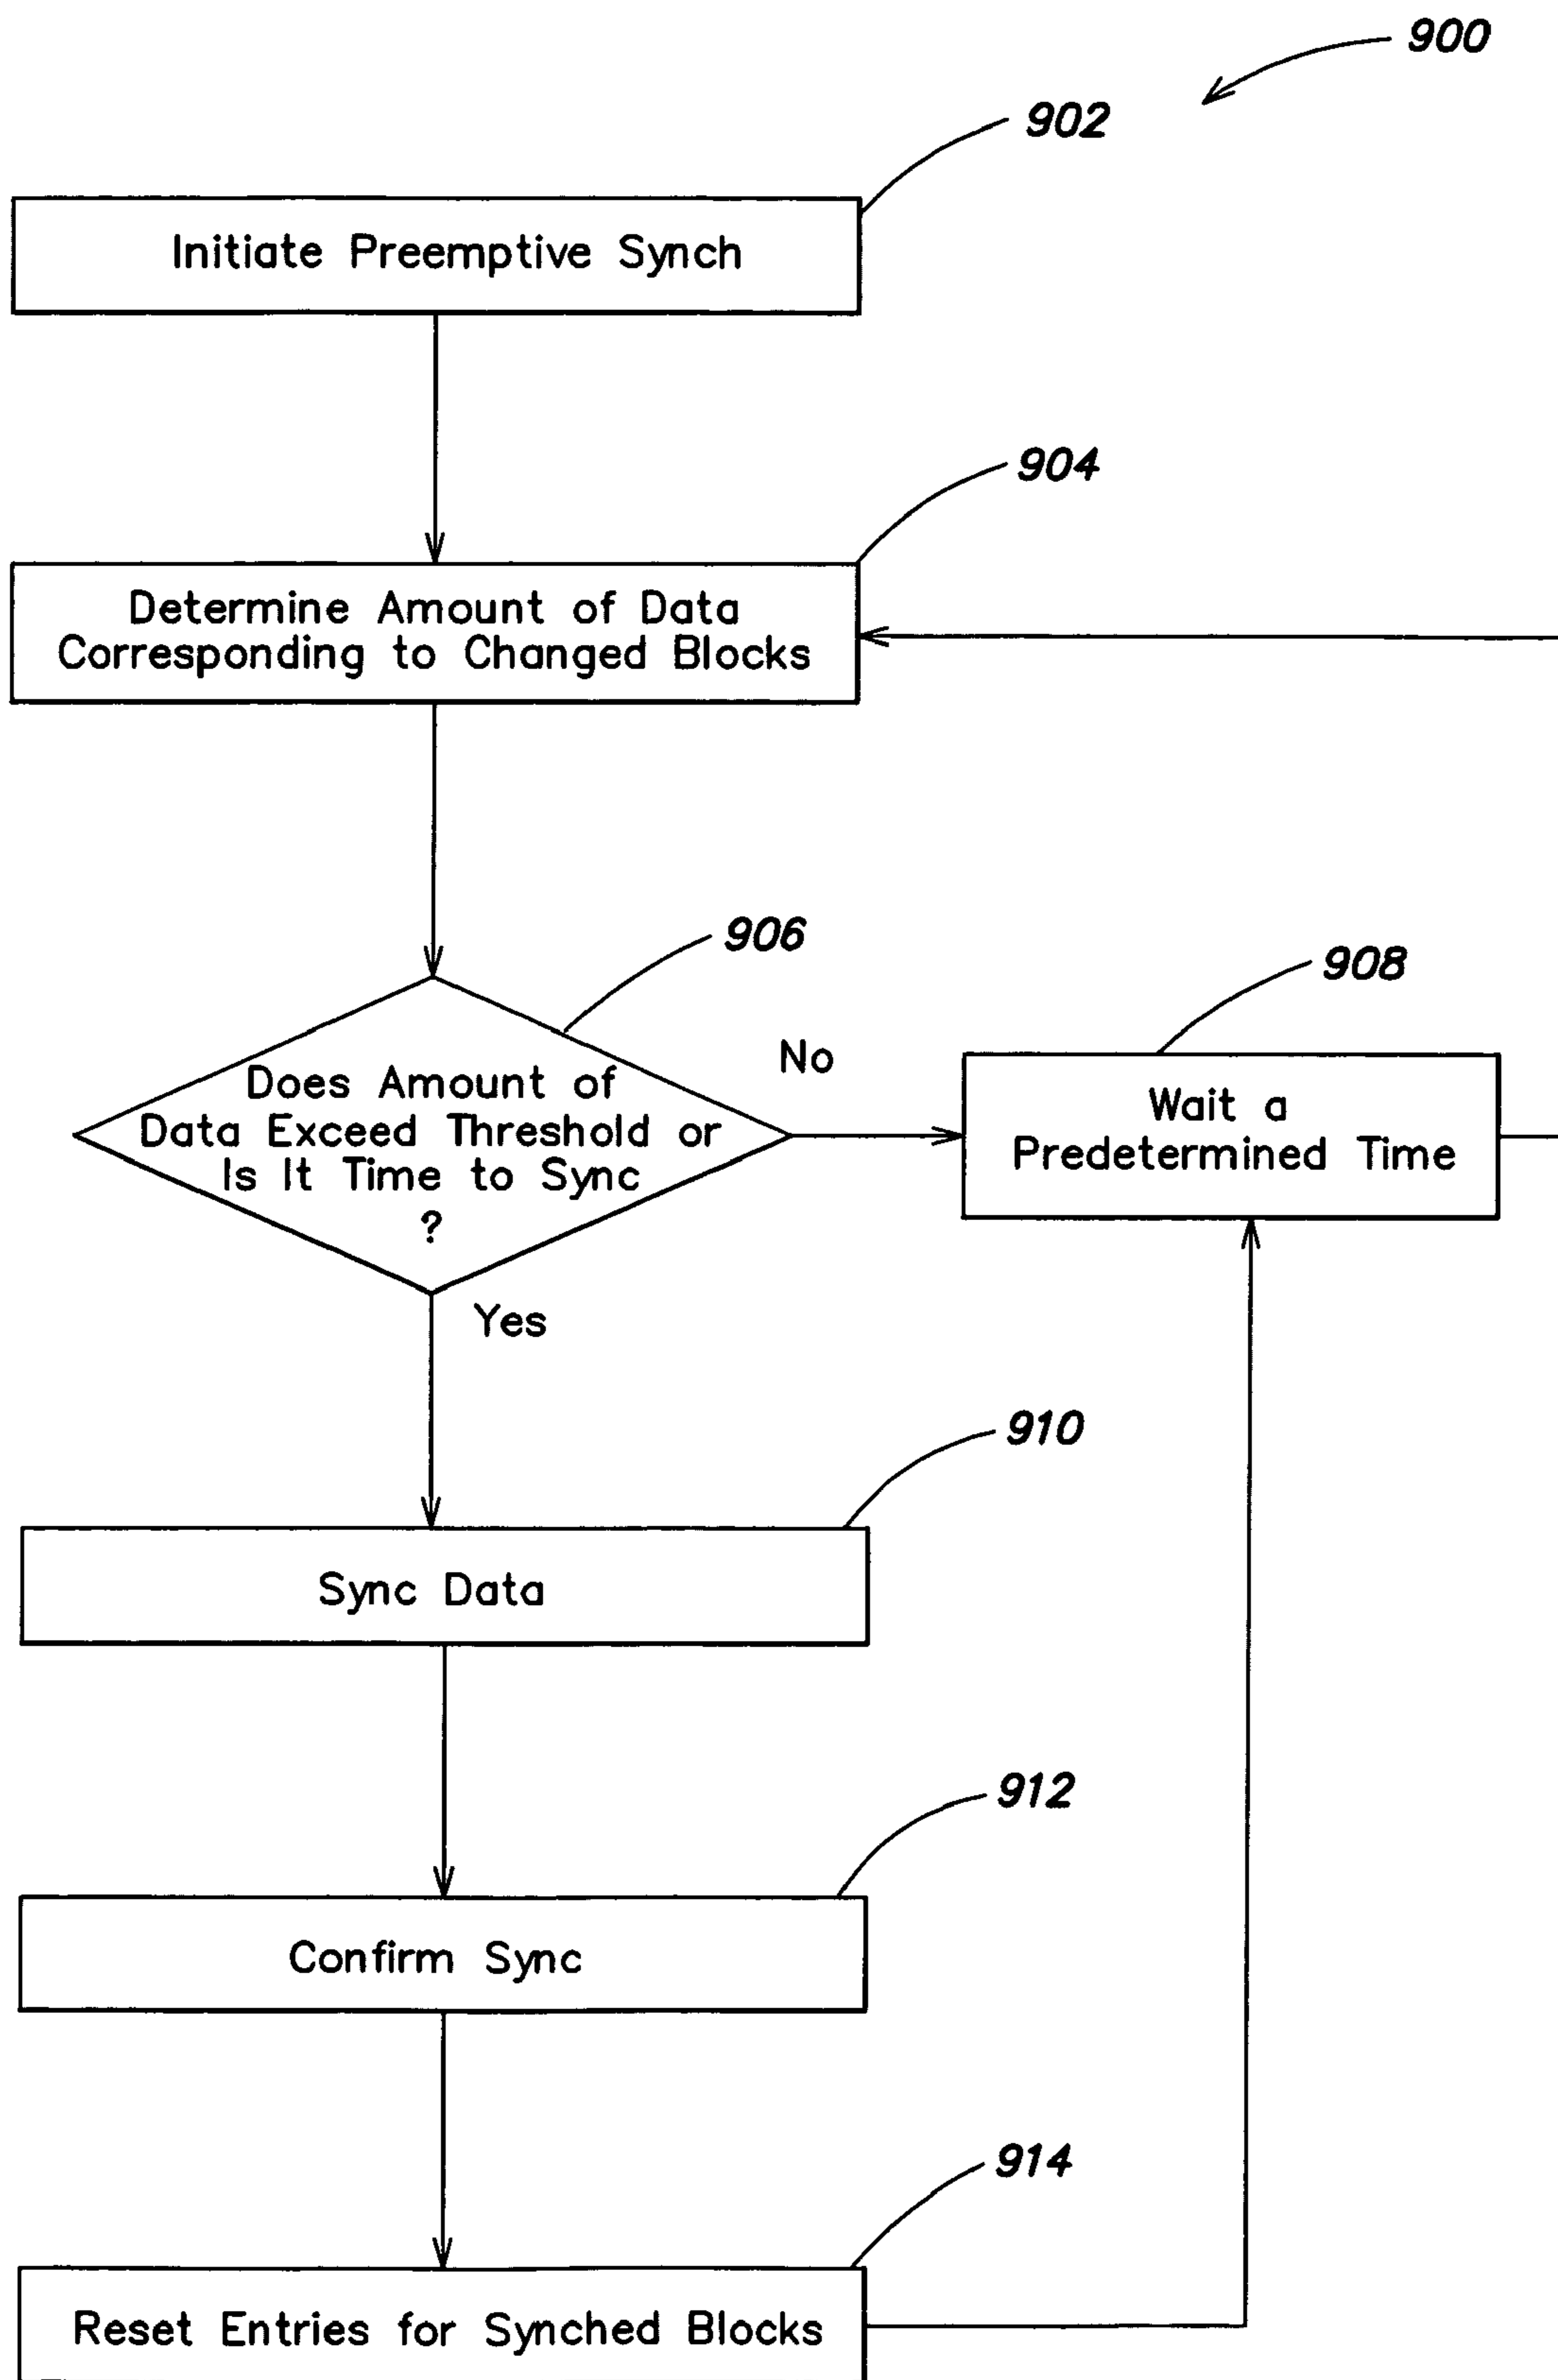 900
902
Initiate Preemptive Synch
904
Determine Amount of Data
Corresponding to Changed Blocks
906
908
No
Does Amount of
Data Exceed Threshold or
Is It Time to Sync
?
Wait a
Predetermined Time
Yes
910
Sync Data
912
Confirm Sync
914
Reset Entries for Synched Blocks